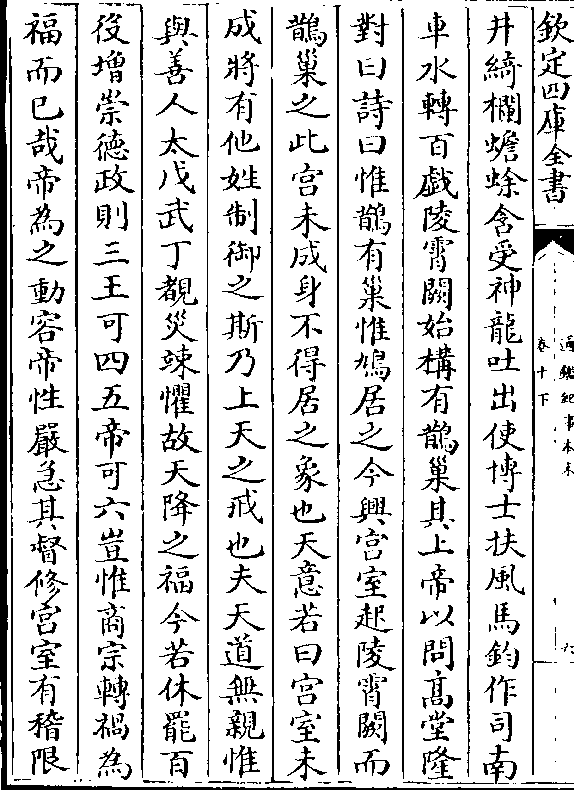 欽定四庫全書
通鑑紀事本末
卷十下
井綺欄蟾蜍含受神龍吐出使博士扶風馬鈞作司南
車水轉百戲陵霄闕始構有鵲巢其上帝以問髙堂隆
對曰詩曰惟鵲有巢惟鳩居之今興宫室起陵霄闕而
鵲巢之此宫未成身不得居之象也天意若曰宫室未
成將有他姓制御之斯乃上天之戒也夫天道無親惟
與善人太戊武丁覩災竦懼故天降之福今若休罷百
役增崇徳政則三王可四五帝可六豈惟商宗轉禍為
福而已哉帝為之動容帝性嚴急其督修宫室有稽限